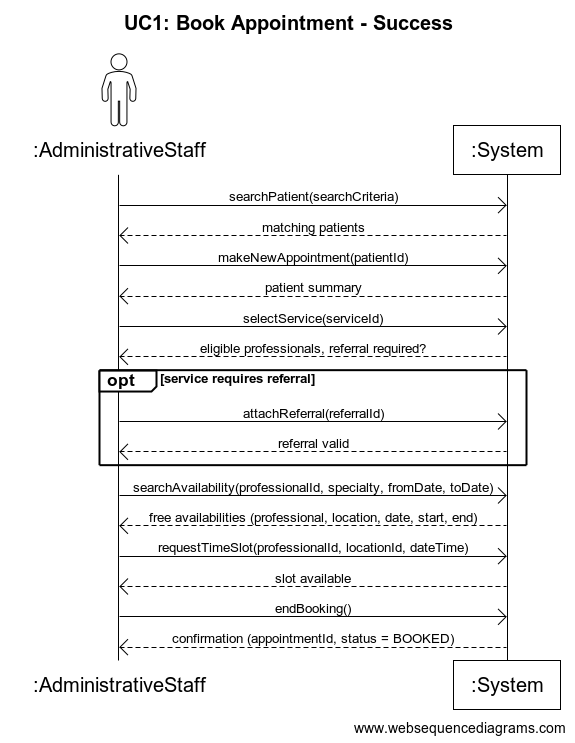 UC1: Book Appointment - Success
:AdministrativeStaff
:System
searchPatient(searchCriteria)
matching patients
makeNewAppointment(patientId)
patient summary
selectService(serviceId)
eligible professionals, referral required?
opt [service requires referral]
attachReferral(referralId)
referral valid
searchAvailability(professionalId, specialty, fromDate, toDate)
free availabilities (professional, location, date, start, end)
requestTimeSlot(professionalId, locationId, dateTime)
slot available
endBooking()
confirmation (appointmentId, status = BOOKED)
:AdministrativeStaff
:System
www.websequencediagrams.com